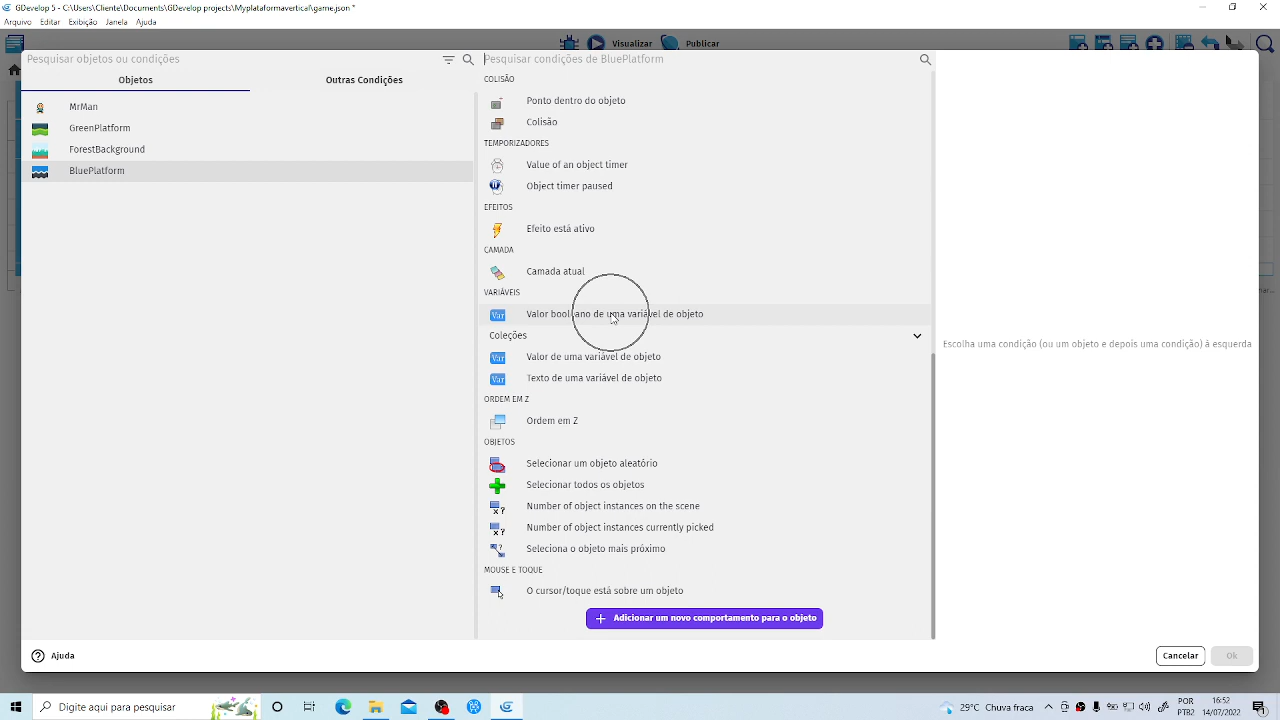 GDevelop 5 - C:\Users\Cliente\Documents\GDevelop projects\Myplataformavertical\game.json *
Arquivo Editar Exibição Janela Ajuda
Visualizar Publicar
Pesquisar objetos ou condições
Pesquisar condições de BluePlatform
Objetos Outras Condições
MrMan
GreenPlatform
ForestBackground
BluePlatform
COLISÃO
Ponto dentro do objeto
Colisão
TEMPORIZADORES
Value of an object timer
Object timer paused
EFEITOS
Efeito está ativo
CAMADA
Camada atual
VARIÁVEIS
Var Valor booleano de uma variável de objeto
Coleções
Var Valor de uma variável de objeto
Var Texto de uma variável de objeto
ORDEM EM Z
Ordem em Z
OBJETOS
Selecionar um objeto aleatório
Selecionar todos os objetos
Number of object instances on the scene
Number of object instances currently picked
Seleciona o objeto mais próximo
MOUSE E TOQUE
O cursor/toque está sobre um objeto
+ Adicionar um novo comportamento para o objeto
Escolha uma condição (ou um objeto e depois uma condição) à esquerda
Ajuda
Cancelar Ok
Digite aqui para pesquisar
29°C Chuva fraca
POR
PTB2
16:52
14/07/2022